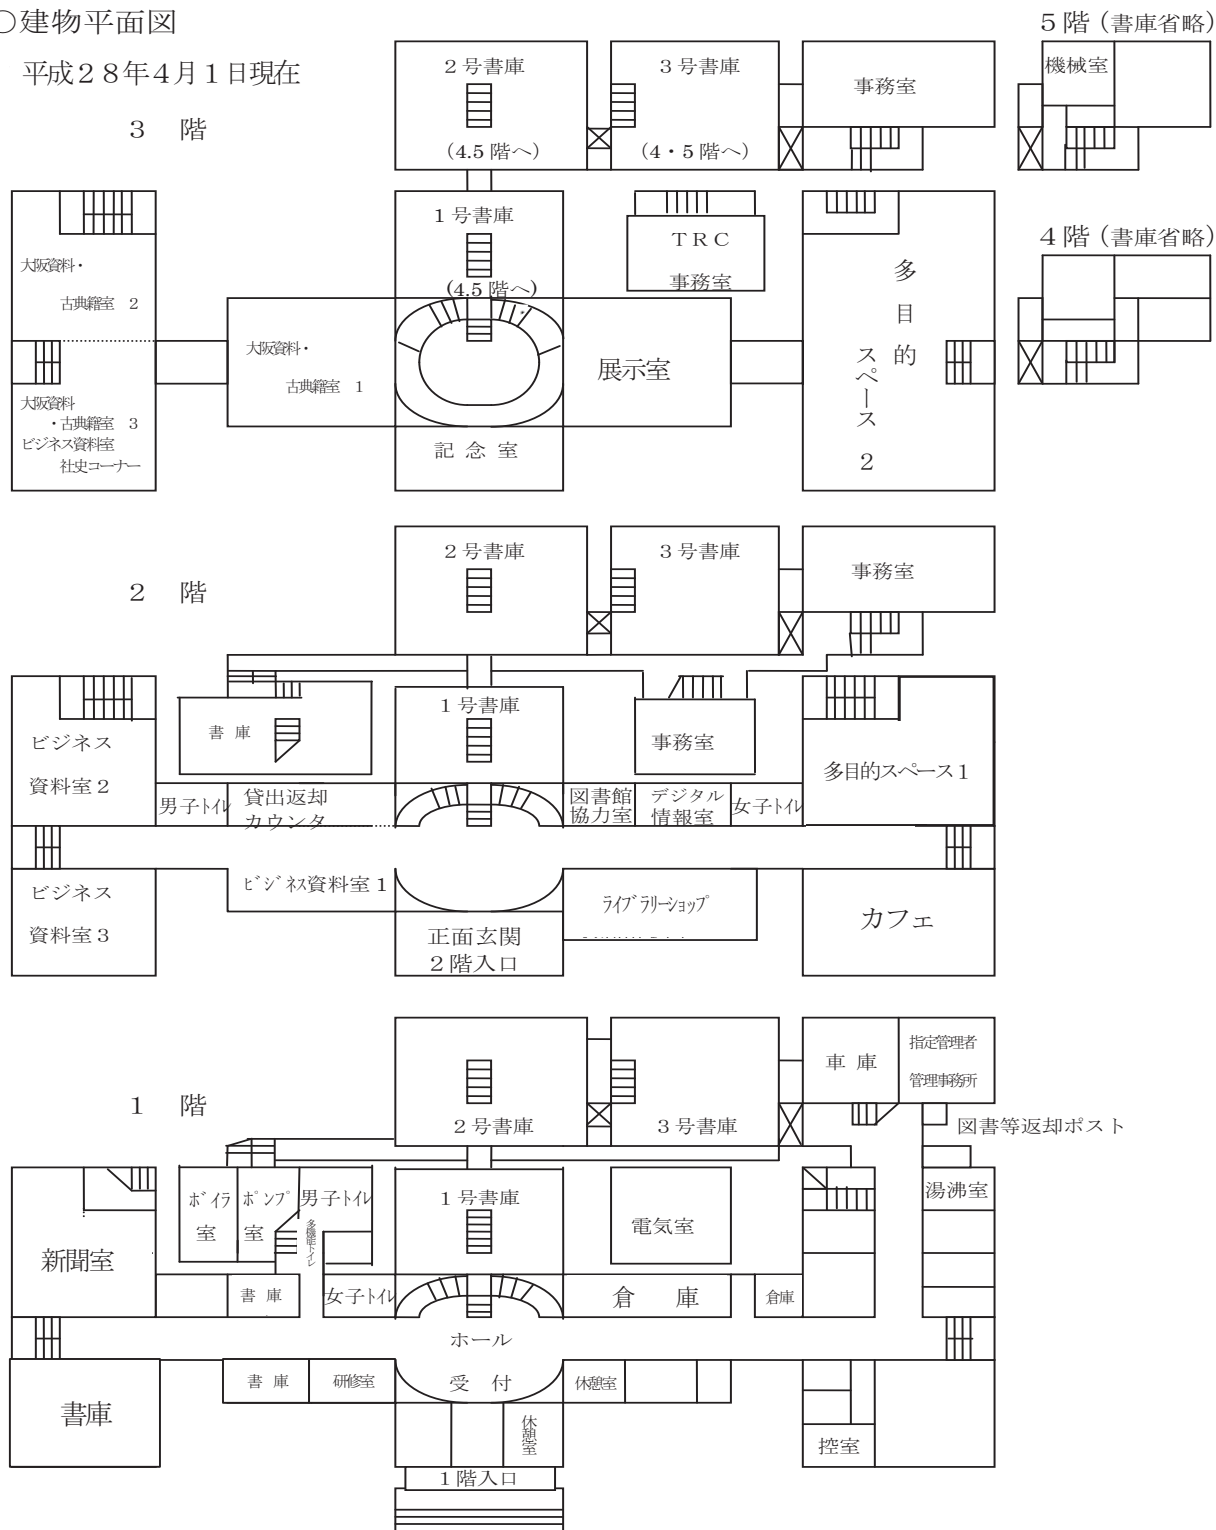 ○建物平面図
平成２８年４月１日現在
５階（書庫省略）
機械室
４階（書庫省略）
３　階
２号書庫
(4.5 階へ)
３号書庫
(4・5 階へ)
事務室
大阪資料・
古典籍室　2
大阪資料
・古典籍室　3
ビジネス資料室
社史コーナー
大阪資料・
古典籍室　1
１号書庫
(4.5 階へ)
記 念 室
ＴＲＣ
事務室
展示室
多目的
スペース２
２　階
２号書庫
３号書庫
事務室
ビジネス
資料室２
書 庫
１号書庫
事務室
多目的スペース１
男子トイレ
貸出返却
カウンタ
図書館
協力室
デジタル
情報室
女子トイレ
ビジネス
資料室３
ビジネス資料室１
正面玄関
２階入口
ライブラリーショップ
カフェ
１　階
２号書庫
３号書庫
車 庫
指定管理者
管理事務所
図書等返却ポスト
新聞室
ボイラ
室
ポンプ
室
男子トイレ
多機能トイレ
１号書庫
電気室
湯沸室
書 庫
女子トイレ
倉　庫
倉庫
ホール
書庫
書 庫
研修室
受　付
休憩室
休憩室
控室
１階入口